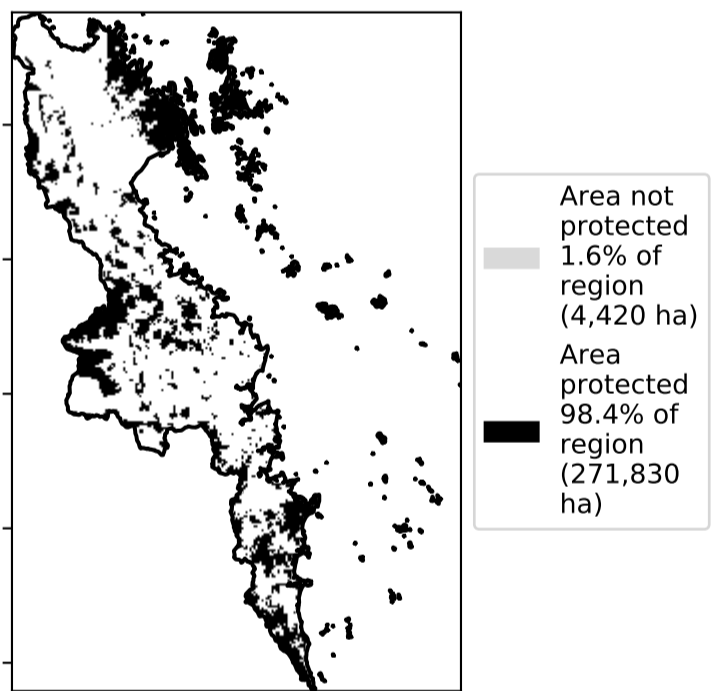 Area not
protected
1.6% of
region
(4,420 ha)
Area
protected
98.4% of
region
(271,830
ha)